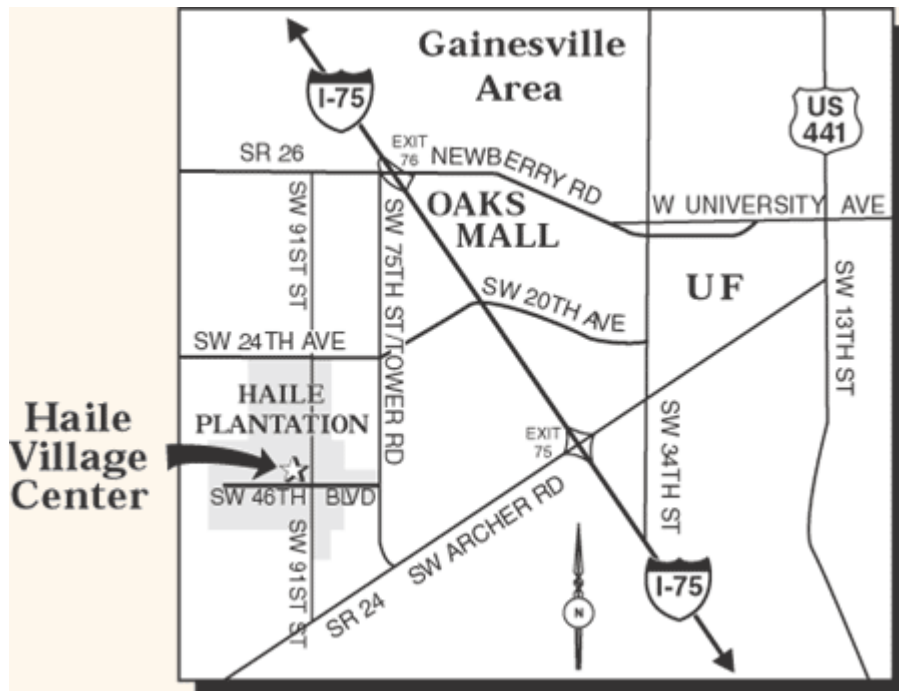 Gainesville
Area
I-75
US
441
EXIT
76
SR 26
NEWBERRY RD
OAKS
MALL
W UNIVERSITY AVE
SW 91ST ST
SW 75TH ST/TOWER RD
UF
SW 20TH AVE
SW 13TH ST
SW 24TH AVE
HAILE
PLANTATION
Haile
Village
Center
EXIT
75
SW 34TH ST
SW 46TH BLVD
SW 91ST ST
SR 24
SW ARCHER RD
N
I-75